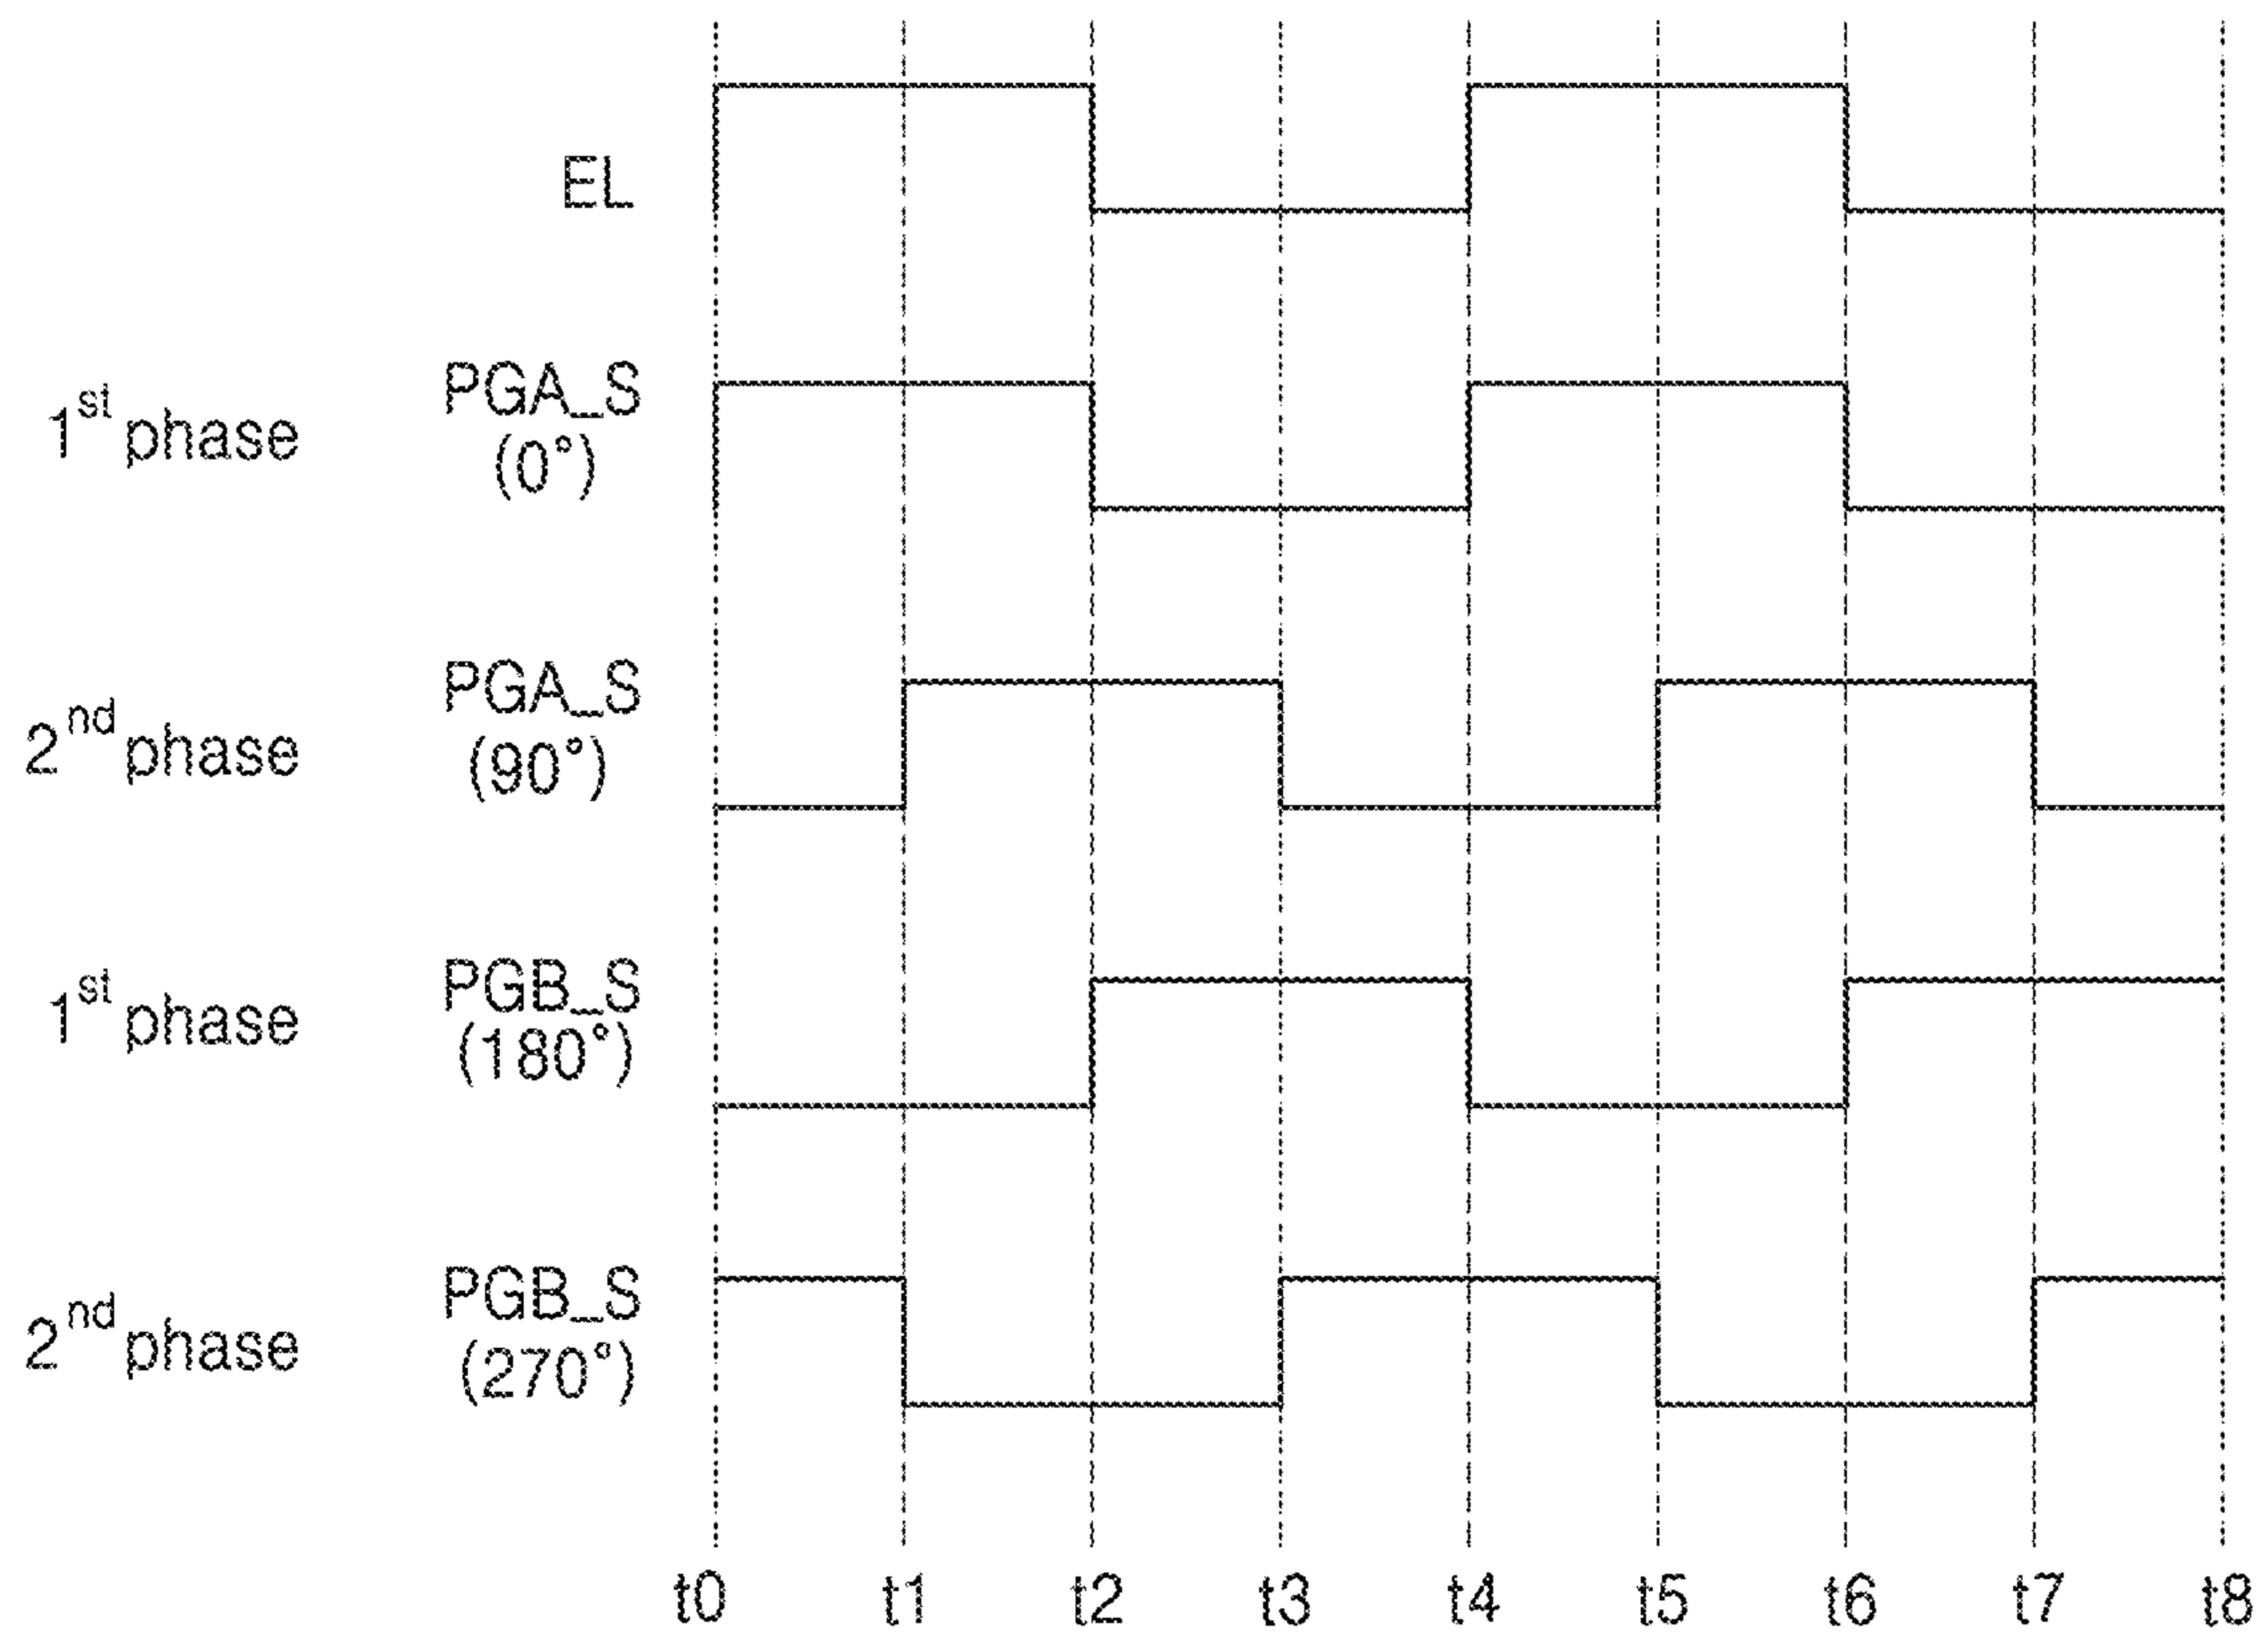 EL
1st phase PGA_S
(0°)
2nd phase PGA_S
(90°)
1st phase PGB_S
(180°)
2nd phase PGB_S
(270°)
t0 t1 t2 t3 t4 t5 t6 t7 t8